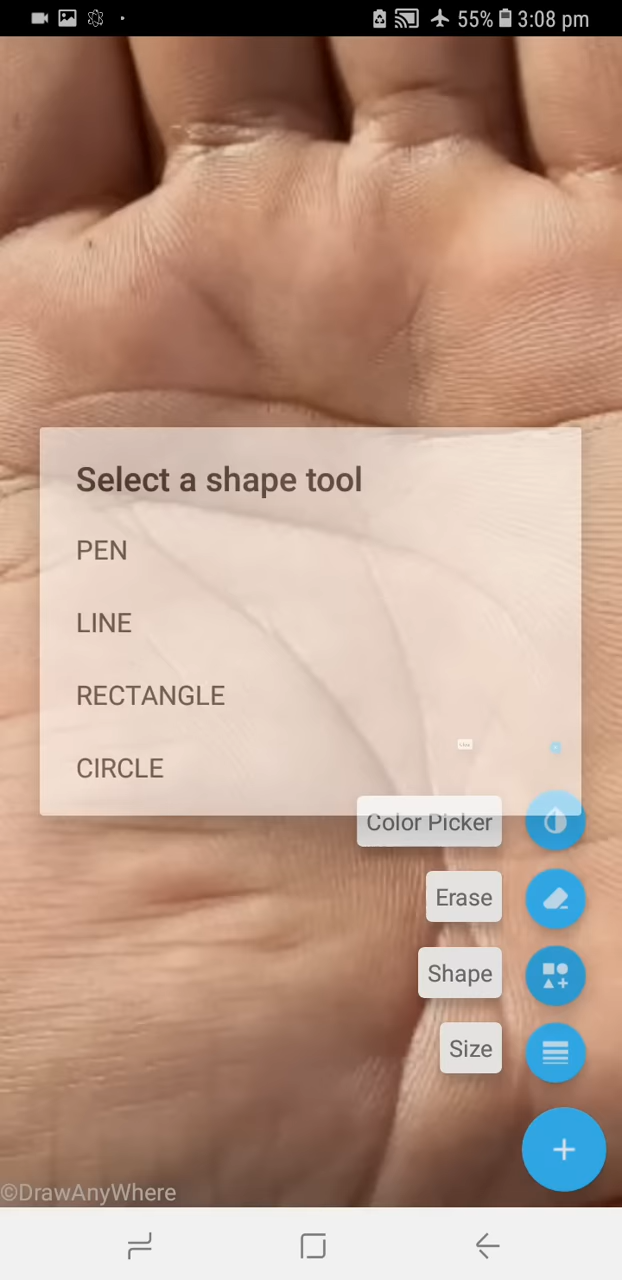 55% 3:08 pm
Select a shape tool
PEN
LINE
RECTANGLE
CIRCLE
Color Picker
Erase
Shape
Size
©DrawAnyWhere